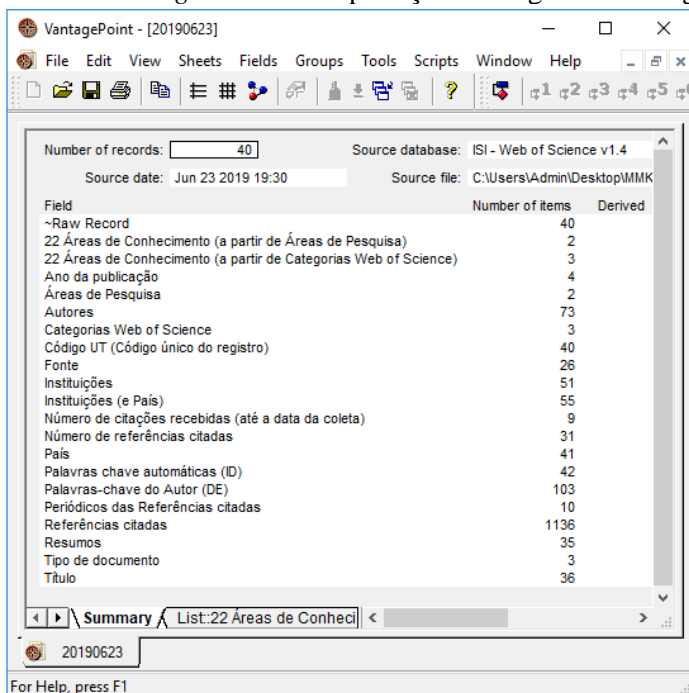 VantagePoint - [20190623]
File Edit View Sheets Fields Groups Tools Scripts Window Help
1 2 3 4 5
Number of records: 40 Source database: ISI - Web of Science v1.4
Source date: Jun 23 2019 19:30 Source file: C:\Users\Admin\Desktop\MMK
Field Number of items Derived
~Raw Record 40
22 Áreas de Conhecimento (a partir de Áreas de Pesquisa) 2
22 Áreas de Conhecimento (a partir de Categorias Web of Science) 3
Ano da publicação 4
Áreas de Pesquisa 2
Autores 73
Categorias Web of Science 3
Código UT (Código único do registro) 40
Fonte 26
Instituições 51
Instituições (e País) 55
Número de citações recebidas (até a data da coleta) 9
Número de referências citadas 31
País 41
Palavras chave automáticas (ID) 42
Palavras-chave do Autor (DE) 103
Periódicos das Referências citadas 10
Referências citadas 1136
Resumos 35
Tipo de documento 3
Título 36
Summary List::22 Áreas de Conheci
20190623
For Help, press F1